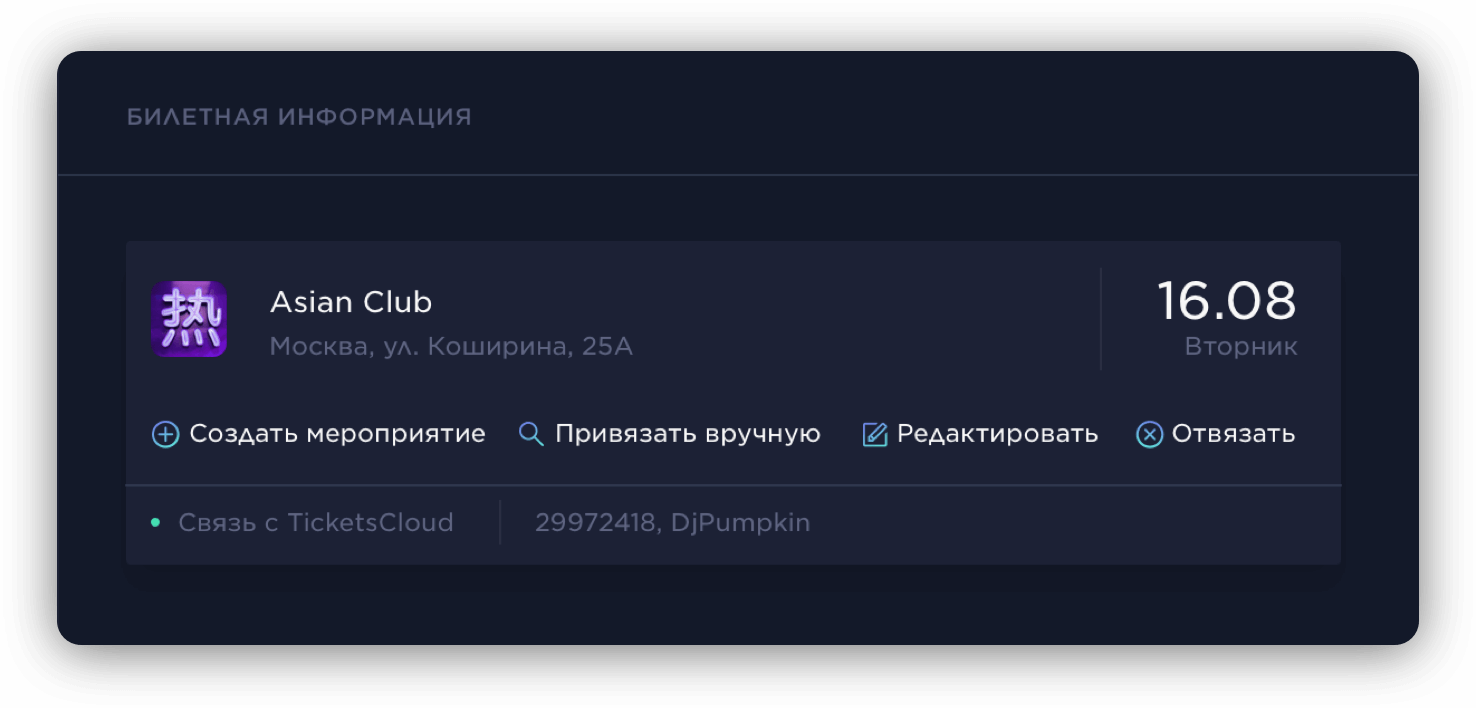 БИЛЕТНАЯ ИНФОРМАЦИЯ
热
Asian Club
Москва, ул. Коширина, 25А
16.08
Вторник
Создать мероприятие
Привязать вручную
Редактировать
Отвязать
Связь с TicketsCloud
29972418, DjPumpkin